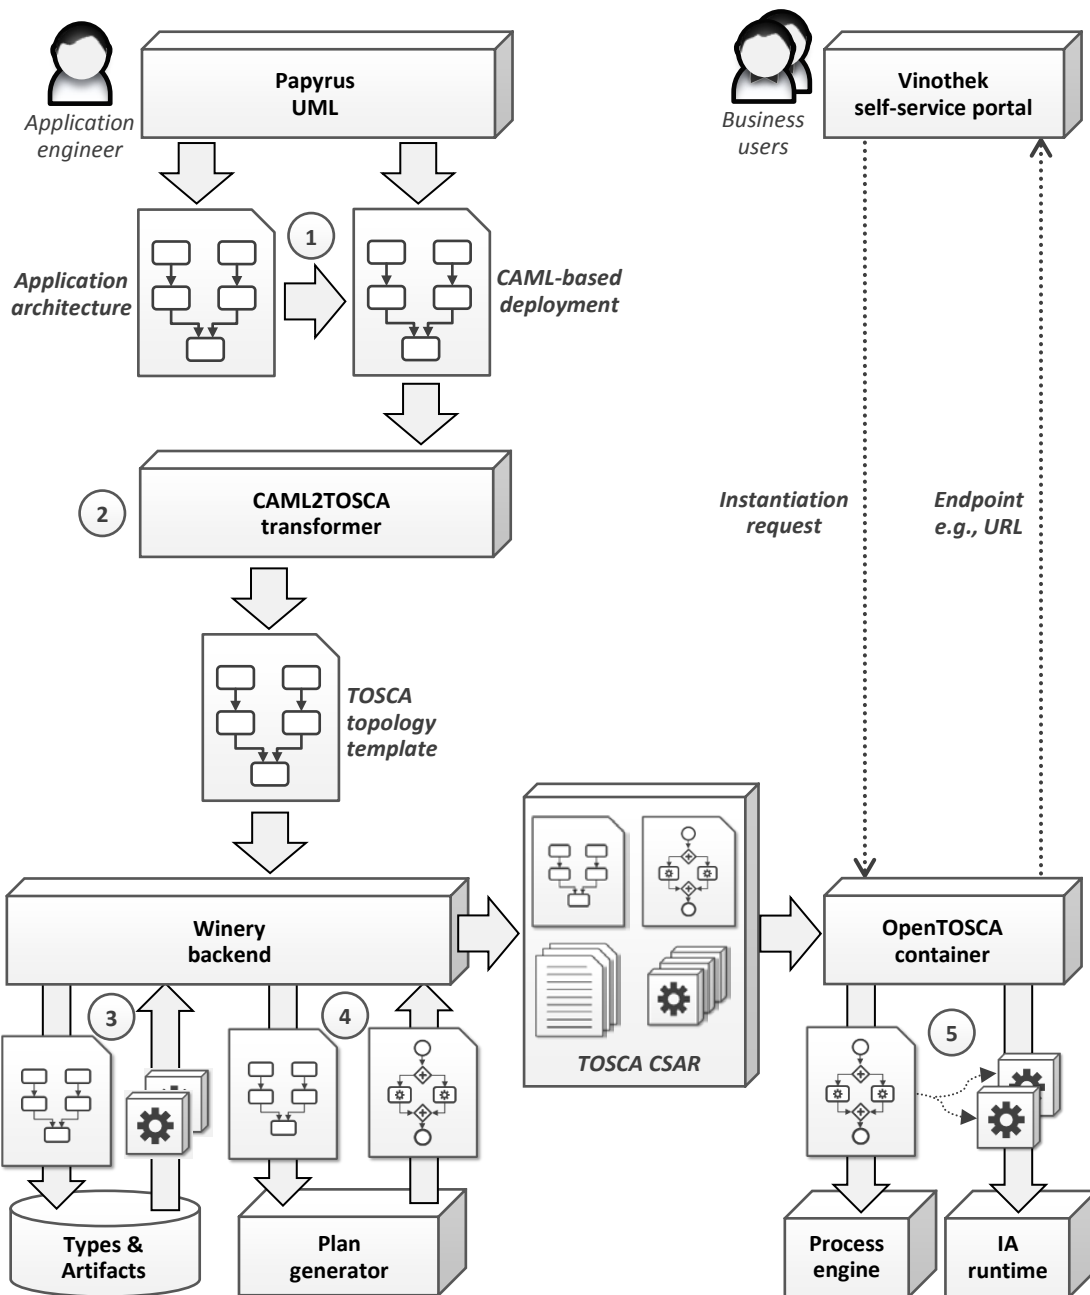 Papyrus
UML
Application
engineer
Vinothek
self-service portal
Business
users
1
Application
architecture
CAML-based
deployment
2
CAML2TOSCA
transformer
Instantiation
request
Endpoint
e.g., URL
TOSCA
topology
template
Winery
backend
OpenTOSCA
container
3
4
TOSCA CSAR
5
Types &
Artifacts
Plan
generator
Process
engine
IA
runtime